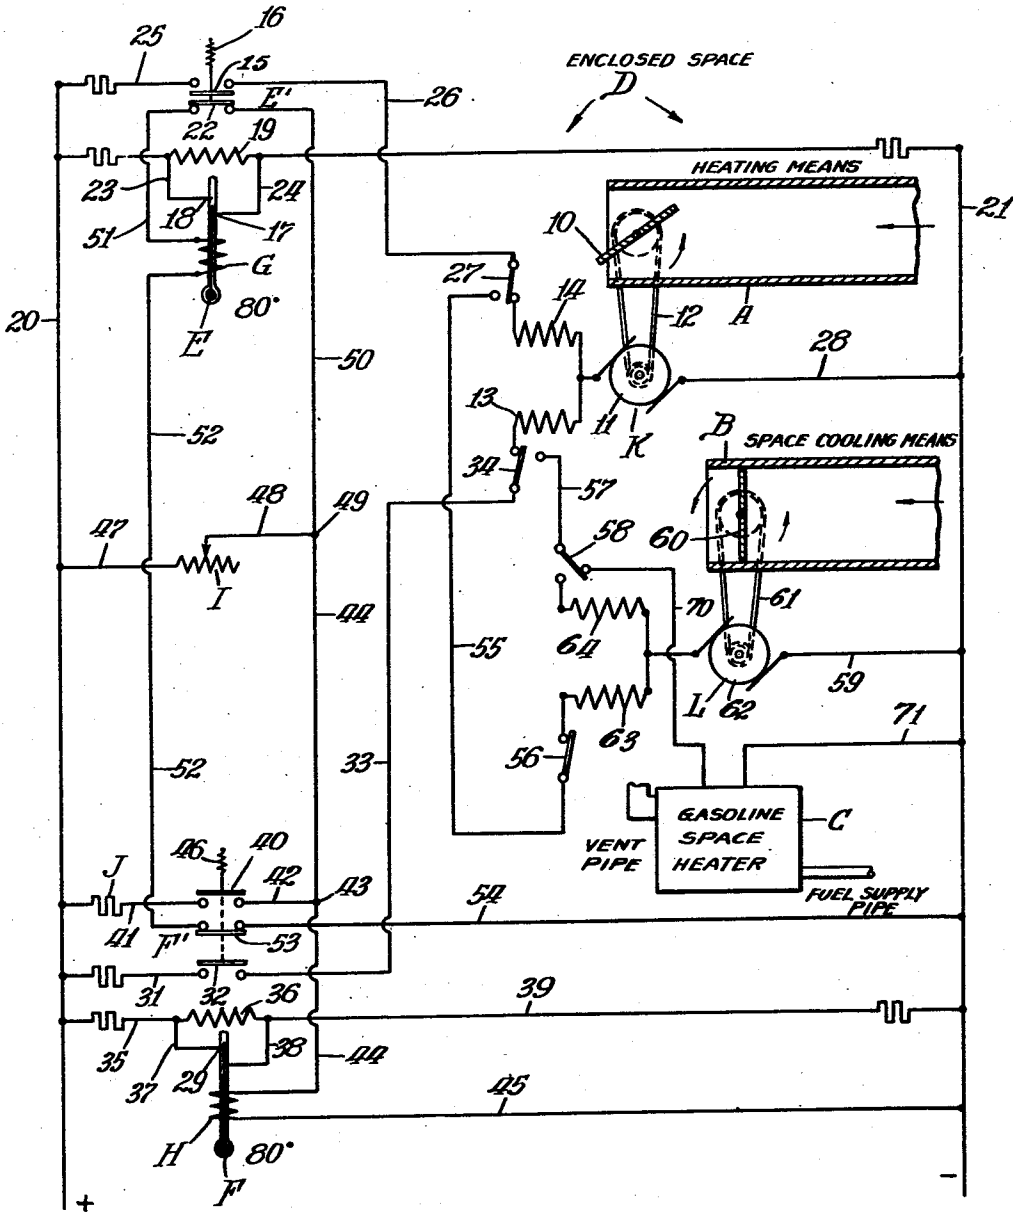 16
25
15
E'
26
ENCLOSED SPACE
D
22
19
23
24
18
17
51
G
80°
E
20
HEATING MEANS
10
21
27
14
12
A
28
50
13
11
K
52
34
B
SPACE COOLING MEANS
48
49
57
58
60
47
I
44
55
64
70
61
L
62
59
63
71
52
33
56
GASOLINE
SPACE
HEATER
C
VENT
PIPE
46
40
J
42
43
FUEL SUPPLY
PIPE
54
41
F'
53
31
32
36
39
35
37
29
38
44
45
H
80°
F
+
−